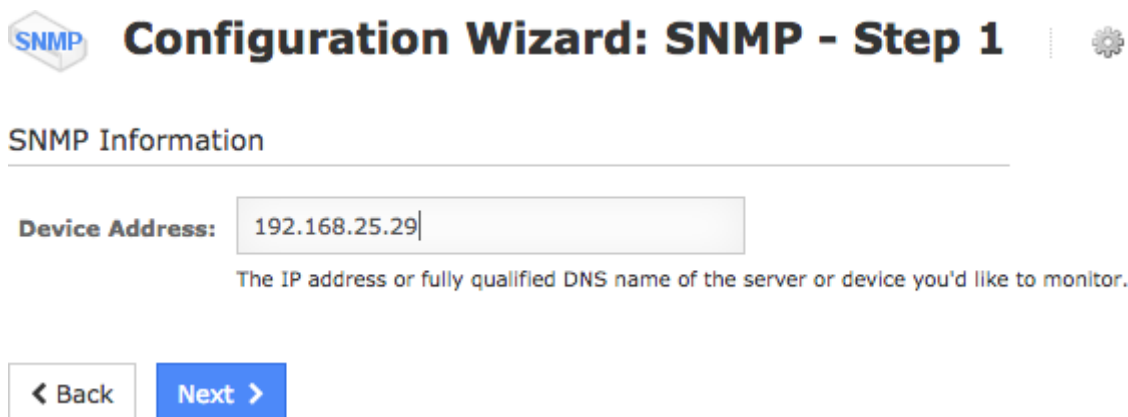 SNMP
Configuration Wizard: SNMP - Step 1
SNMP Information
Device Address:
192.168.25.29
The IP address or fully qualified DNS name of the server or device you'd like to monitor.
Back
Next